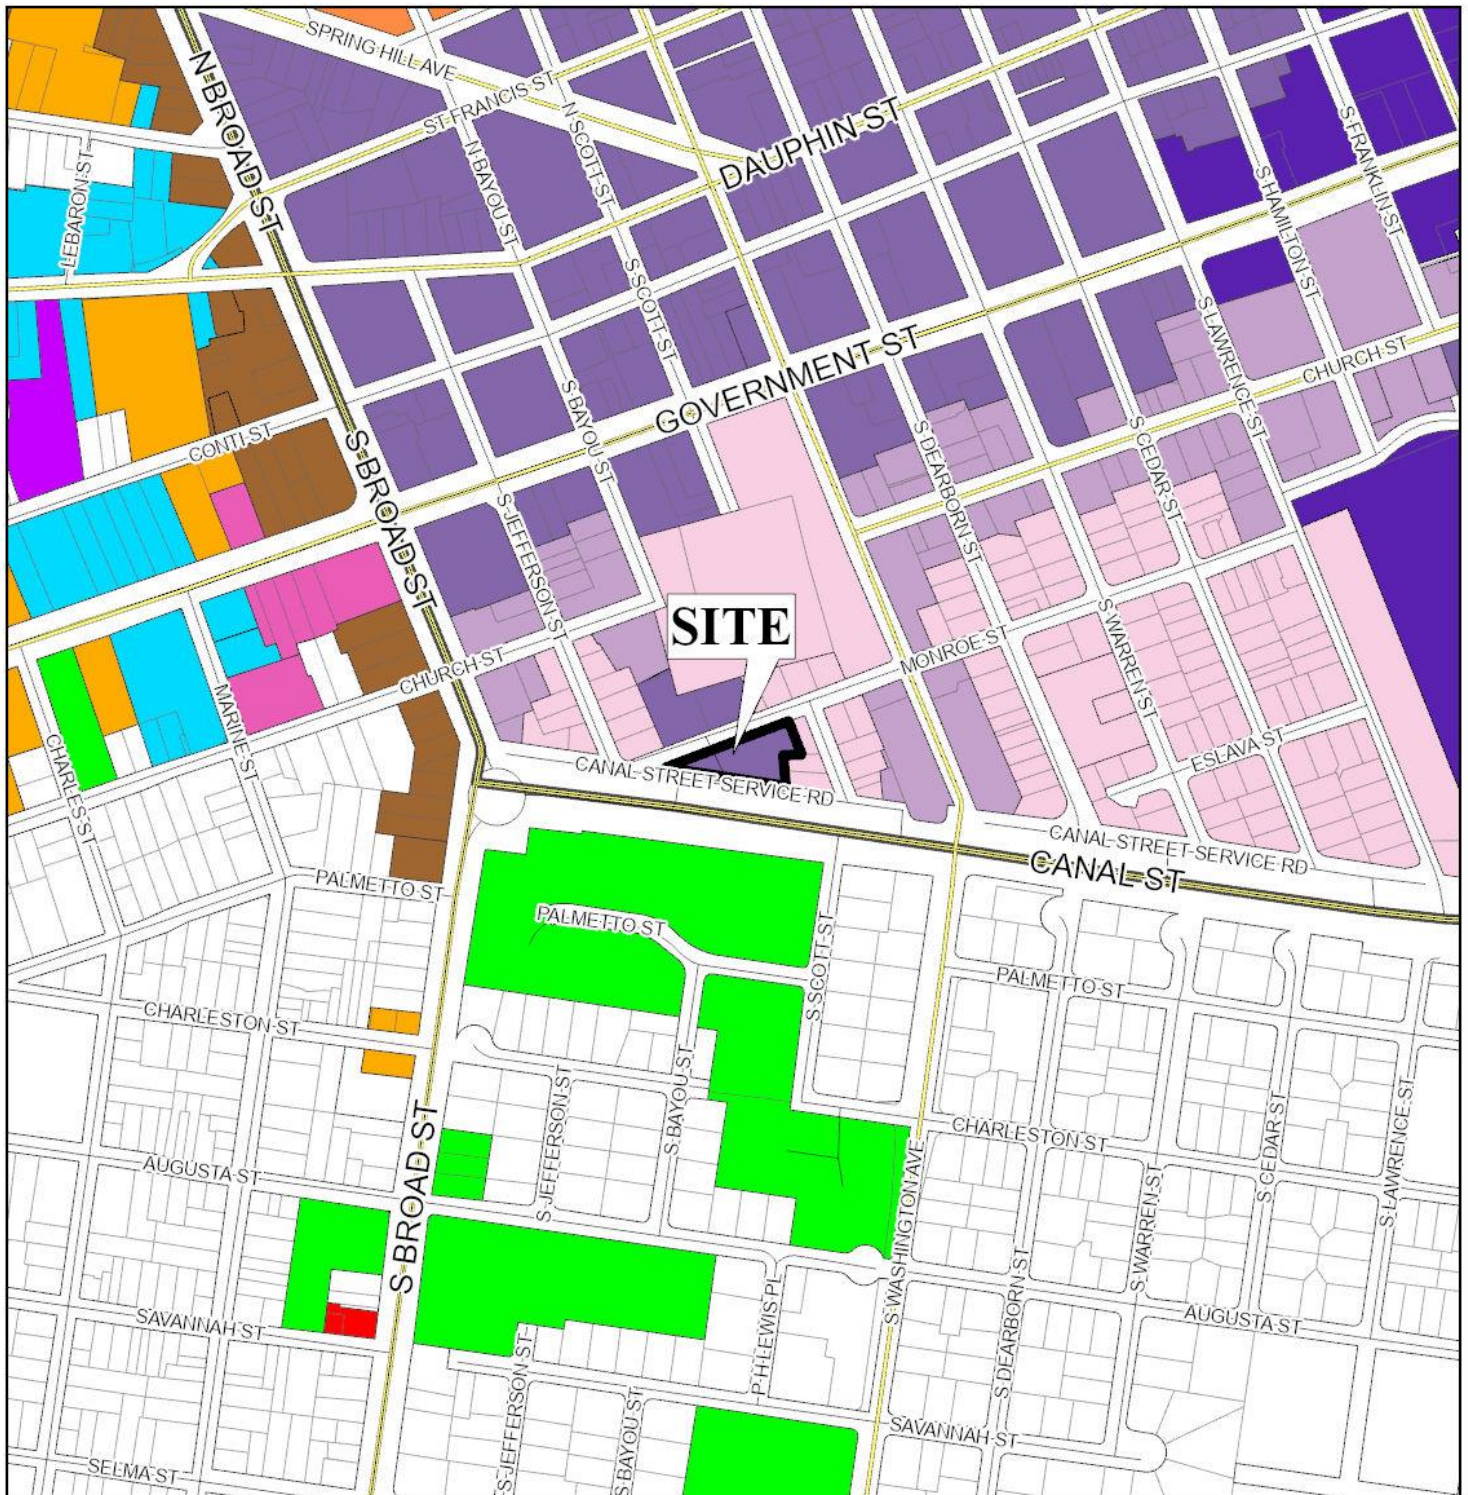 SPRING HILL AVE
N BROAD ST
ST FRANCIS ST
N SCOTT ST
DAUPHIN ST
S FRANKLIN ST
N BAYOU ST
LEBARON ST
S HAMILTON ST
S SCOTT ST
S LAWRENCE ST
GOVERNMENT ST
CHURCH ST
S BAYOU ST
CONTI ST
S BROAD ST
S DEARBORN ST
S CEDAR ST
S JEFFERSON ST
SITE
MONROE ST
S WARREN ST
CHURCH ST
MARINE ST
CHARLES ST
ESLAVA ST
CANAL STREET SERVICE RD
CANAL STREET SERVICE RD
CANAL ST
PALMETTO ST
PALMETTO ST
S SCOTT ST
PALMETTO ST
CHARLESTON ST
S JEFFERSON ST
S BAYOU ST
CHARLESTON ST
S CEDAR ST
S LAWRENCE ST
S BROAD ST
AUGUSTA ST
S WASHINGTON AVE
S WARREN ST
S DEARBORN ST
P H LEWIS PL
AUGUSTA ST
SAVANNAH ST
S JEFFERSON ST
S BAYOU ST
SAVANNAH ST
SELMA ST